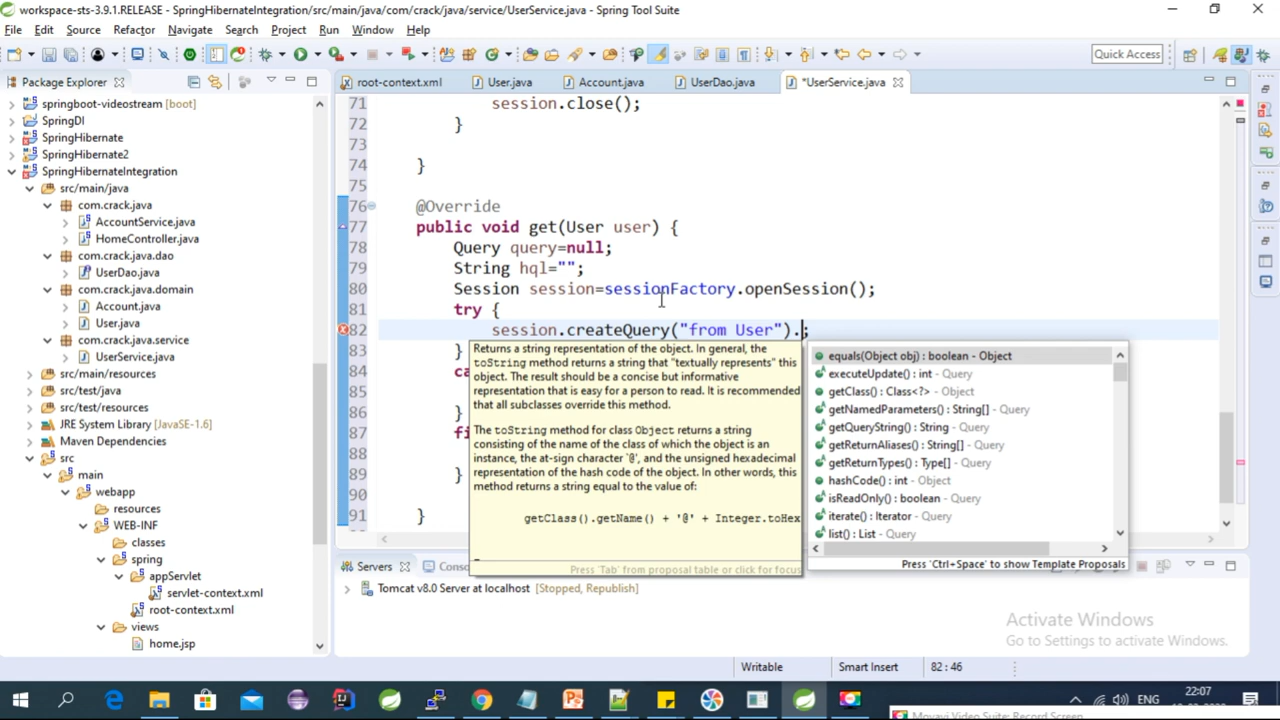 workspace-sts-3.9.1.RELEASE - SpringHibernateIntegration/src/main/java/com/crack/java/service/UserService.java - Spring Tool Suite
File Edit Source Refactor Navigate Search Project Run Window Help
Quick Access
Package Explorer
springboot-videostream [boot]
SpringDI
SpringHibernate
SpringHibernate2
SpringHibernateIntegration
src/main/java
com.crack.java
AccountService.java
HomeController.java
com.crack.java.dao
UserDao.java
com.crack.java.domain
Account.java
User.java
com.crack.java.service
UserService.java
src/main/resources
src/test/java
src/test/resources
JRE System Library [JavaSE-1.6]
Maven Dependencies
src
main
webapp
resources
WEB-INF
classes
spring
appServlet
servlet-context.xml
root-context.xml
views
home.jsp
root-context.xml User.java Account.java UserDao.java *UserService.java
71 session.close();
72 }
73
74 }
75
76 @Override
77 public void get(User user) {
78 Query query=null;
79 String hql="";
80 Session session=sessionFactory.openSession();
81 try {
82 session.createQuery("from User").;
83 }
84 ca
86 }
87 fi
88
89 }
90
91 }
Returns a string representation of the object. In general, the
toString method returns a string that "textually represents" this
object. The result should be a concise but informative
representation that is easy for a person to read. It is recommended
that all subclasses override this method.
The toString method for class Object returns a string
consisting of the name of the class of which the object is an
instance, the at-sign character `@', and the unsigned hexadecimal
representation of the hash code of the object. In other words, this
method returns a string equal to the value of:
getClass().getName() + '@' + Integer.toHex
Press 'Tab' from proposal table or click for focus
equals(Object obj) : boolean - Object
executeUpdate() : int - Query
getClass() : Class<?> - Object
getNamedParameters() : String[] - Query
getQueryString() : String - Query
getReturnAliases() : String[] - Query
getReturnTypes() : Type[] - Query
hashCode() : int - Object
isReadOnly() : boolean - Query
iterate() : Iterator - Query
list() : List - Query
Press 'Ctrl+Space' to show Template Proposals
Servers Conso
Tomcat v8.0 Server at localhost [Stopped, Republish]
Activate Windows
Go to Settings to activate Windows.
Writable Smart Insert 82 : 46
ENG
22:07
Movavi Video Suite: Record Screen